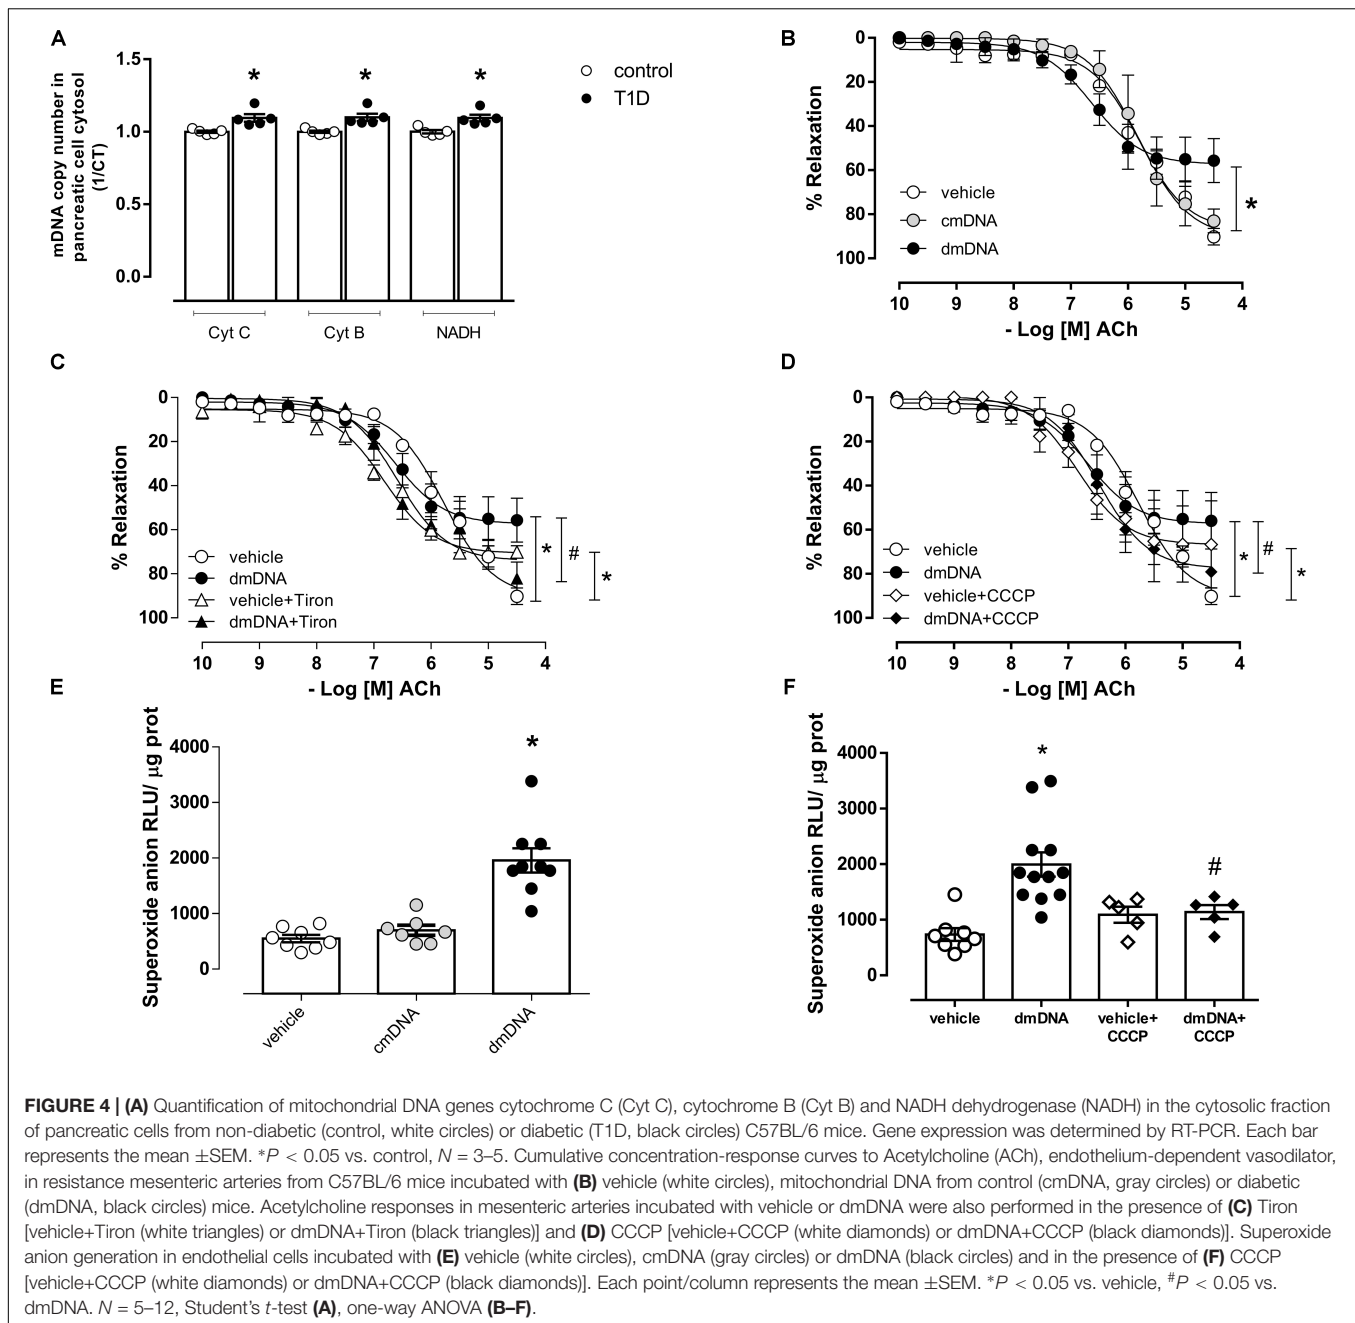 A
mDNA copy number in
pancreatic cell cytosol
(1/CT)
1.5
1.0
0.5
0.0
* * *
Cyt C Cyt B NADH
control
T1D
B
% Relaxation
0
20
40
60
80
100
vehicle
cmDNA
dmDNA
*
10 9 8 7 6 5 4
- Log [M] ACh
C
% Relaxation
0
20
40
60
80
100
vehicle
dmDNA
vehicle+Tiron
dmDNA+Tiron
* # *
10 9 8 7 6 5 4
- Log [M] ACh
D
% Relaxation
0
20
40
60
80
100
vehicle
dmDNA
vehicle+CCCP
dmDNA+CCCP
* # *
10 9 8 7 6 5 4
- Log [M] ACh
E
Superoxide anion RLU/ µg prot
4000
3000
2000
1000
0
*
vehicle cmDNA dmDNA
F
Superoxide anion RLU/ µg prot
4000
3000
2000
1000
0
* #
vehicle dmDNA vehicle+ dmDNA+
CCCP CCCP
FIGURE 4 | (A) Quantification of mitochondrial DNA genes cytochrome C (Cyt C), cytochrome B (Cyt B) and NADH dehydrogenase (NADH) in the cytosolic fraction
of pancreatic cells from non-diabetic (control, white circles) or diabetic (T1D, black circles) C57BL/6 mice. Gene expression was determined by RT-PCR. Each bar
represents the mean ±SEM. *P < 0.05 vs. control, N = 3–5. Cumulative concentration-response curves to Acetylcholine (ACh), endothelium-dependent vasodilator,
in resistance mesenteric arteries from C57BL/6 mice incubated with (B) vehicle (white circles), mitochondrial DNA from control (cmDNA, gray circles) or diabetic
(dmDNA, black circles) mice. Acetylcholine responses in mesenteric arteries incubated with vehicle or dmDNA were also performed in the presence of (C) Tiron
[vehicle+Tiron (white triangles) or dmDNA+Tiron (black triangles)] and (D) CCCP [vehicle+CCCP (white diamonds) or dmDNA+CCCP (black diamonds)]. Superoxide
anion generation in endothelial cells incubated with (E) vehicle (white circles), cmDNA (gray circles) or dmDNA (black circles) and in the presence of (F) CCCP
[vehicle+CCCP (white diamonds) or dmDNA+CCCP (black diamonds)]. Each point/column represents the mean ±SEM. *P < 0.05 vs. vehicle, #P < 0.05 vs.
dmDNA. N = 5–12, Student's t-test (A), one-way ANOVA (B–F).